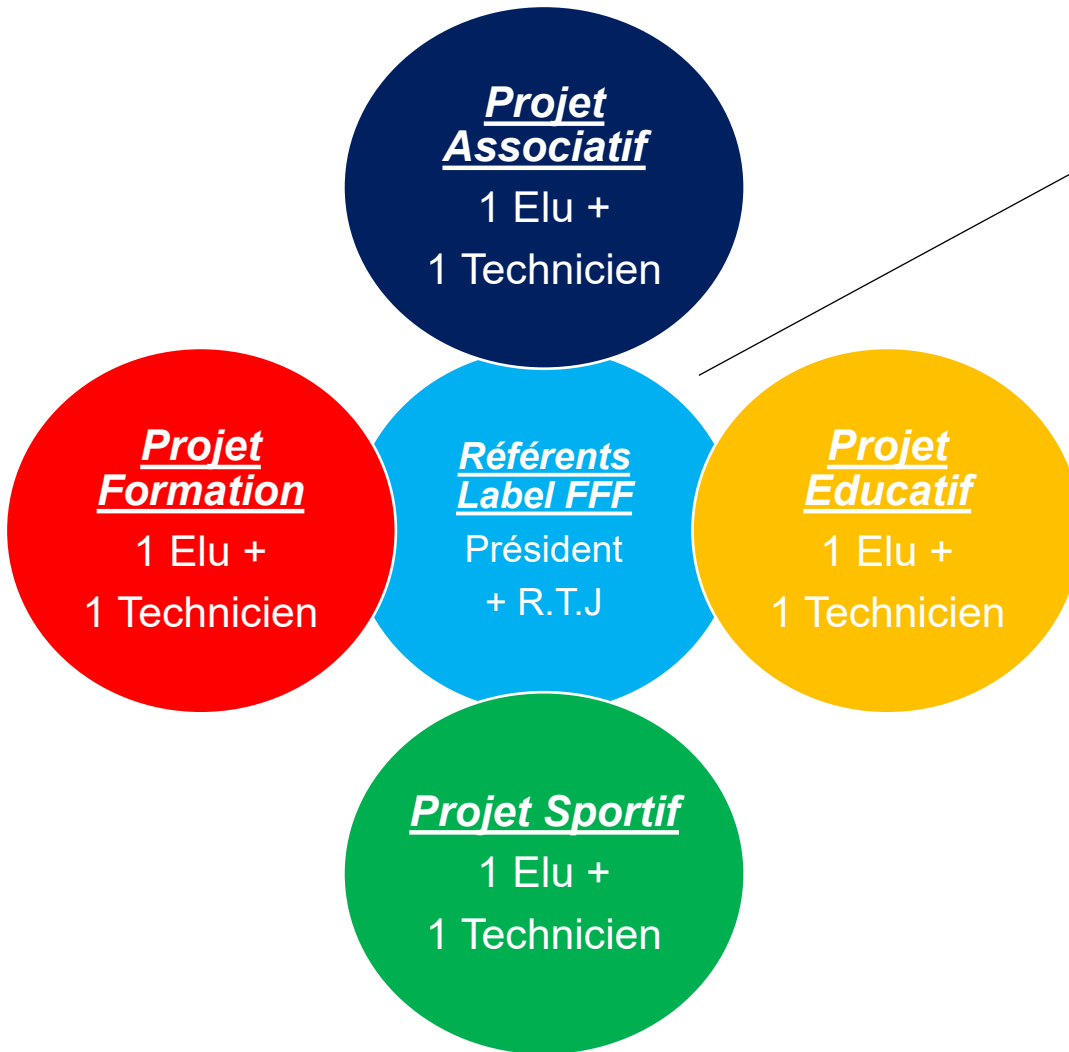 Projet
Associatif
1 Elu +
1 Technicien
Projet
Formation
1 Elu +
1 Technicien
Référents
Label FFF
Président
+ R.T.J
Projet
Educatif
1 Elu +
1 Technicien
Projet Sportif
1 Elu +
1 Technicien